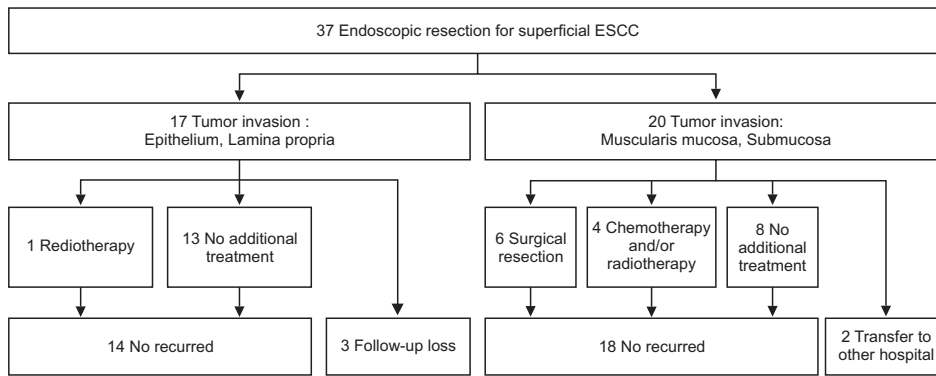 37 Endoscopic resection for superficial ESCC
17 Tumor invasion :
Epithelium, Lamina propria
20 Tumor invasion:
Muscularis mucosa, Submucosa
1 Rediotherapy
13 No additional
treatment
6 Surgical
resection
4 Chemotherapy
and/or
radiotherapy
8 No
additional
treatment
14 No recurred
3 Follow-up loss
18 No recurred
2 Transfer to
other hospital